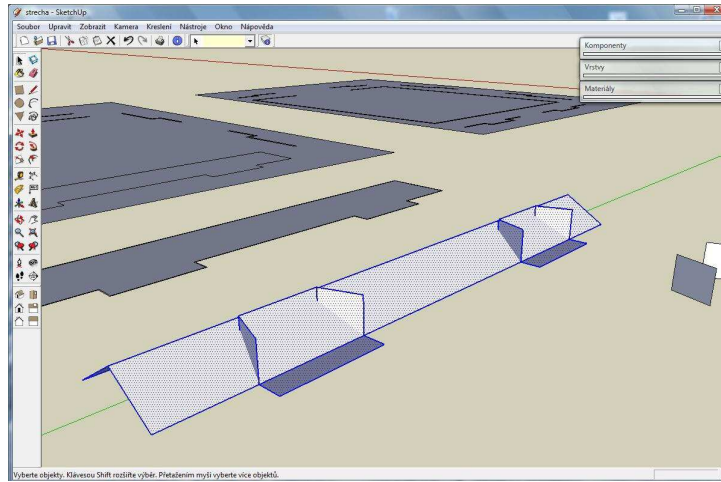 strecha - SketchUp
Soubor Upravit Zobrazit Kamera Kreslení Nástroje Okno Nápověda
Komponenty
Vrstvy
Materiály
Vyberte objekty. Klávesou Shift rozšíříte výběr. Přetažením myší vyberte více objektů.